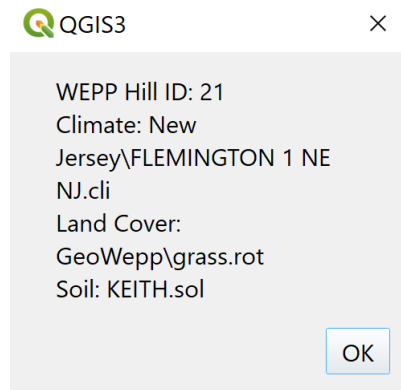 QGIS3
WEPP Hill ID: 21
Climate: New
Jersey\FLEMINGTON 1 NE
NJ.cli
Land Cover:
GeoWepp\grass.rot
Soil: KEITH.sol
OK